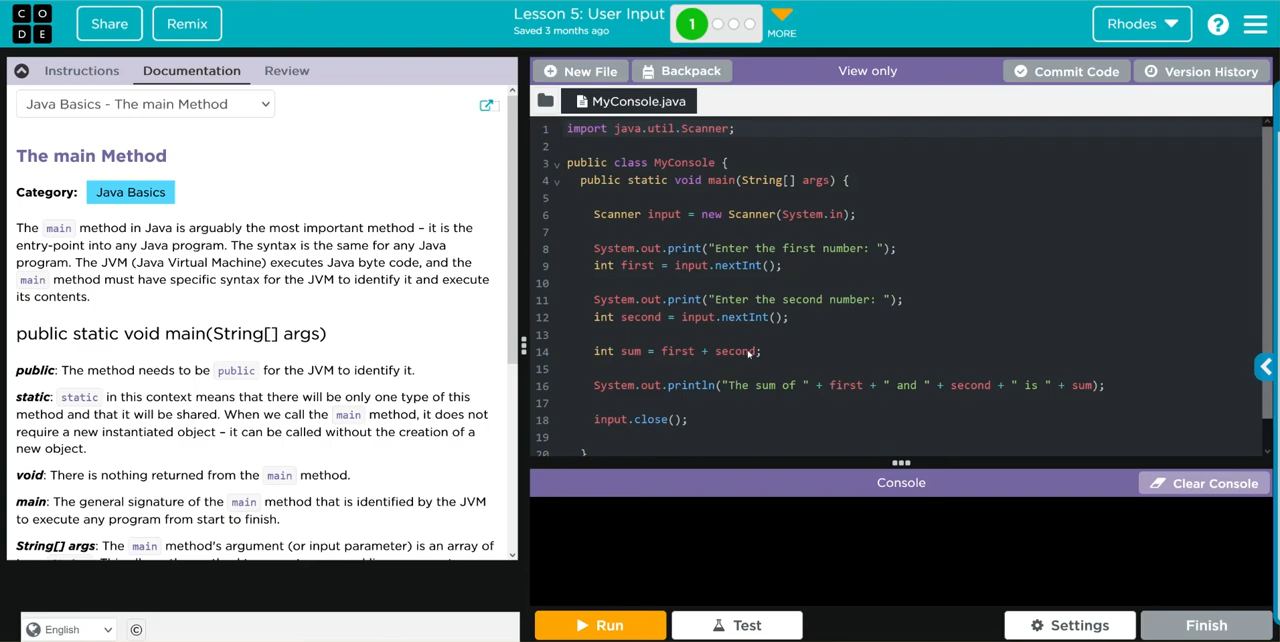 CO
DE
Share
Remix
Lesson 5: User Input
Saved 3 months ago
1
MORE
Rhodes
?
Instructions
Documentation
Review
Java Basics - The main Method
The main Method
Category: Java Basics
The main method in Java is arguably the most important method – it is the
entry-point into any Java program. The syntax is the same for any Java
program. The JVM (Java Virtual Machine) executes Java byte code, and the
main method must have specific syntax for the JVM to identify it and execute
its contents.
public static void main(String[] args)
public: The method needs to be public for the JVM to identify it.
static: static in this context means that there will be only one type of this
method and that it will be shared. When we call the main method, it does not
require a new instantiated object – it can be called without the creation of a
new object.
void: There is nothing returned from the main method.
main: The general signature of the main method that is identified by the JVM
to execute any program from start to finish.
String[] args: The main method's argument (or input parameter) is an array of
English
©
New File
Backpack
View only
Commit Code
Version History
MyConsole.java
1 import java.util.Scanner;
2
3 public class MyConsole {
4 public static void main(String[] args) {
5
6 Scanner input = new Scanner(System.in);
7
8 System.out.print("Enter the first number: ");
9 int first = input.nextInt();
10
11 System.out.print("Enter the second number: ");
12 int second = input.nextInt();
13
14 int sum = first + second;
15
16 System.out.println("The sum of " + first + " and " + second + " is " + sum);
17
18 input.close();
19
20 }
Console
Clear Console
Run
Test
Settings
Finish